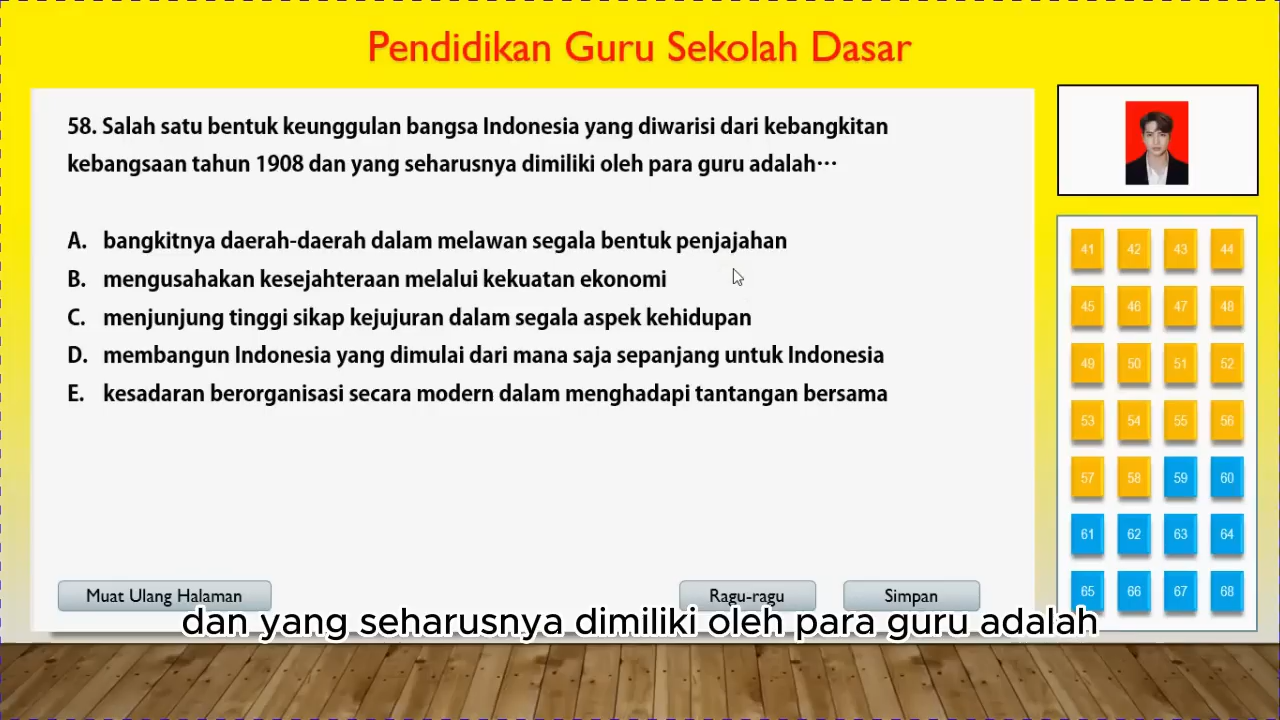 Pendidikan Guru Sekolah Dasar
58. Salah satu bentuk keunggulan bangsa Indonesia yang diwarisi dari kebangkitan
kebangsaan tahun 1908 dan yang seharusnya dimiliki oleh para guru adalah⋯
A. bangkitnya daerah-daerah dalam melawan segala bentuk penjajahan
B. mengusahakan kesejahteraan melalui kekuatan ekonomi
C. menjunjung tinggi sikap kejujuran dalam segala aspek kehidupan
D. membangun Indonesia yang dimulai dari mana saja sepanjang untuk Indonesia
E. kesadaran berorganisasi secara modern dalam menghadapi tantangan bersama
41 42 43 44
45 46 47 48
49 50 51 52
53 54 55 56
57 58 59 60
61 62 63 64
65 66 67 68
Muat Ulang Halaman
Ragu-ragu
Simpan
dan yang seharusnya dimiliki oleh para guru adalah